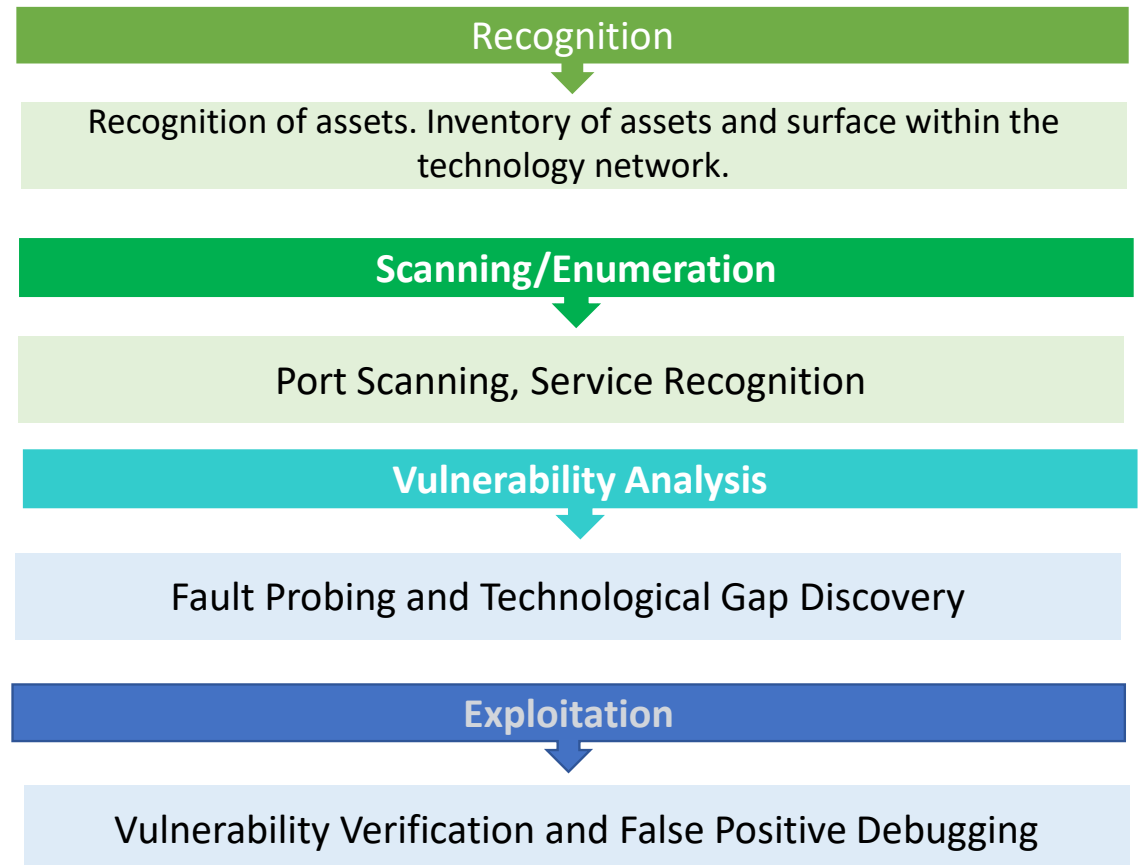 Recognition
Recognition of assets. Inventory of assets and surface within the
technology network.
Scanning/Enumeration
Port Scanning, Service Recognition
Vulnerability Analysis
Fault Probing and Technological Gap Discovery
Exploitation
Vulnerability Verification and False Positive Debugging